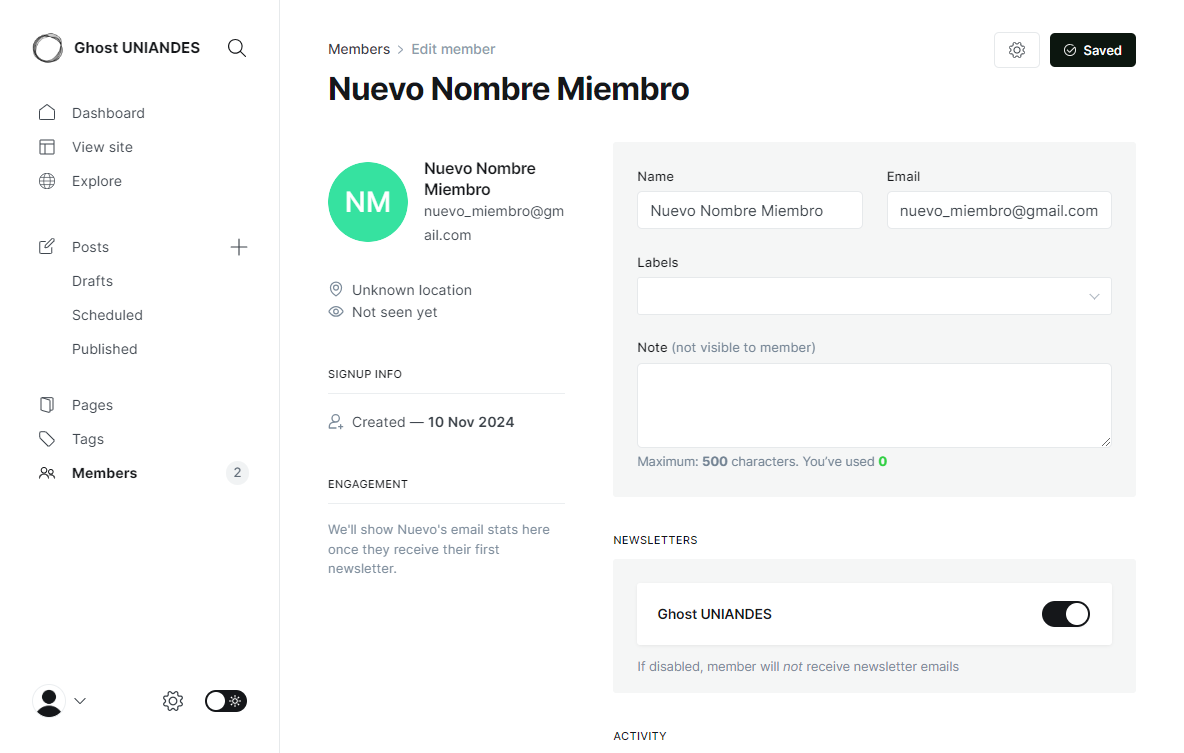 Ghost UNIANDES
Dashboard
View site
Explore
Posts
Drafts
Scheduled
Published
Pages
Tags
Members 2
Members > Edit member
Saved
Nuevo Nombre Miembro
NM
Nuevo Nombre
Miembro
nuevo_miembro@gm
ail.com
Unknown location
Not seen yet
SIGNUP INFO
Created — 10 Nov 2024
ENGAGEMENT
We'll show Nuevo's email stats here
once they receive their first
newsletter.
Name
Nuevo Nombre Miembro
Email
nuevo_miembro@gmail.com
Labels
Note (not visible to member)
Maximum: 500 characters. You've used 0
NEWSLETTERS
Ghost UNIANDES
If disabled, member will not receive newsletter emails
ACTIVITY